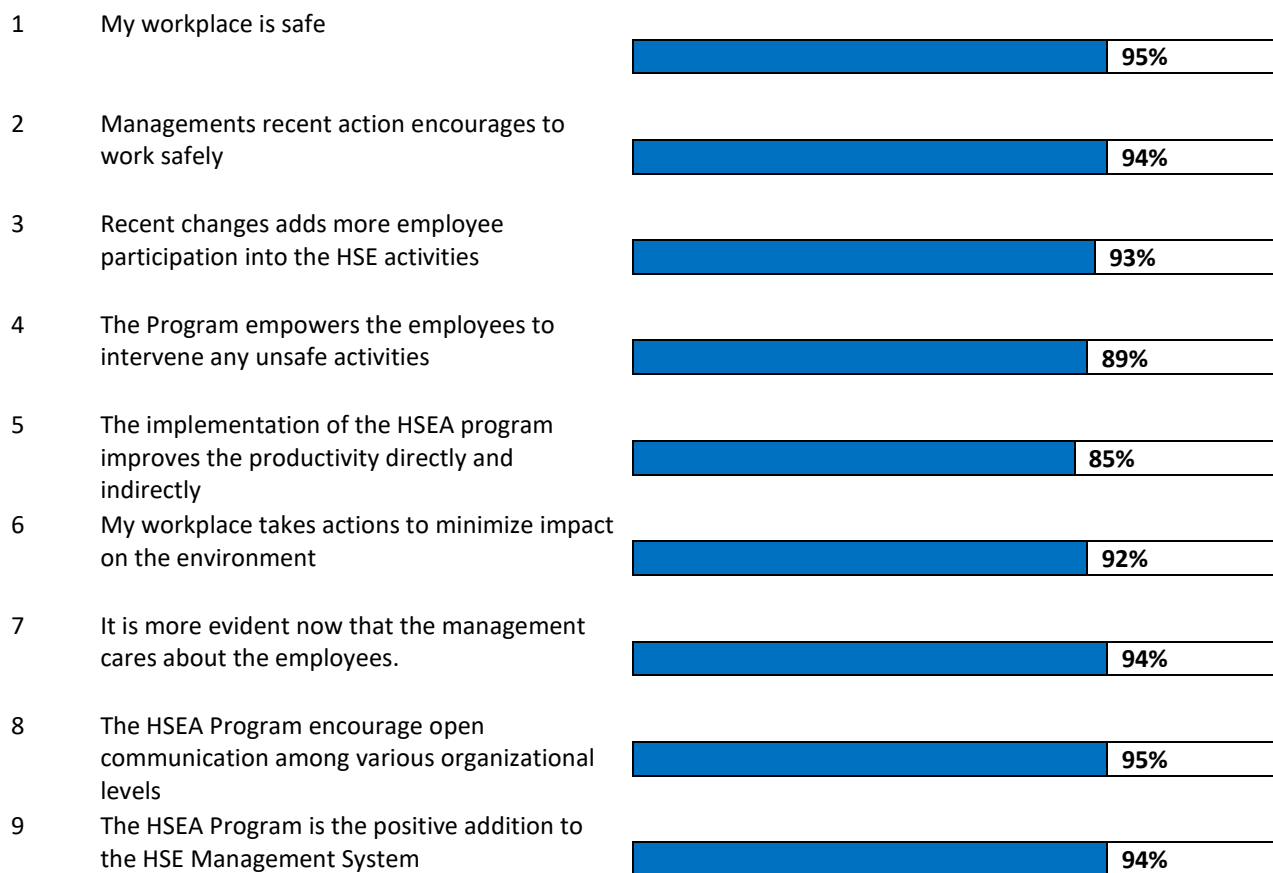 1 My workplace is safe
95%
2 Managements recent action encourages to
work safely
94%
3 Recent changes adds more employee
participation into the HSE activities
93%
4 The Program empowers the employees to
intervene any unsafe activities
89%
5 The implementation of the HSEA program
improves the productivity directly and
indirectly
85%
6 My workplace takes actions to minimize impact
on the environment
92%
7 It is more evident now that the management
cares about the employees.
94%
8 The HSEA Program encourage open
communication among various organizational
levels
95%
9 The HSEA Program is the positive addition to
the HSE Management System
94%